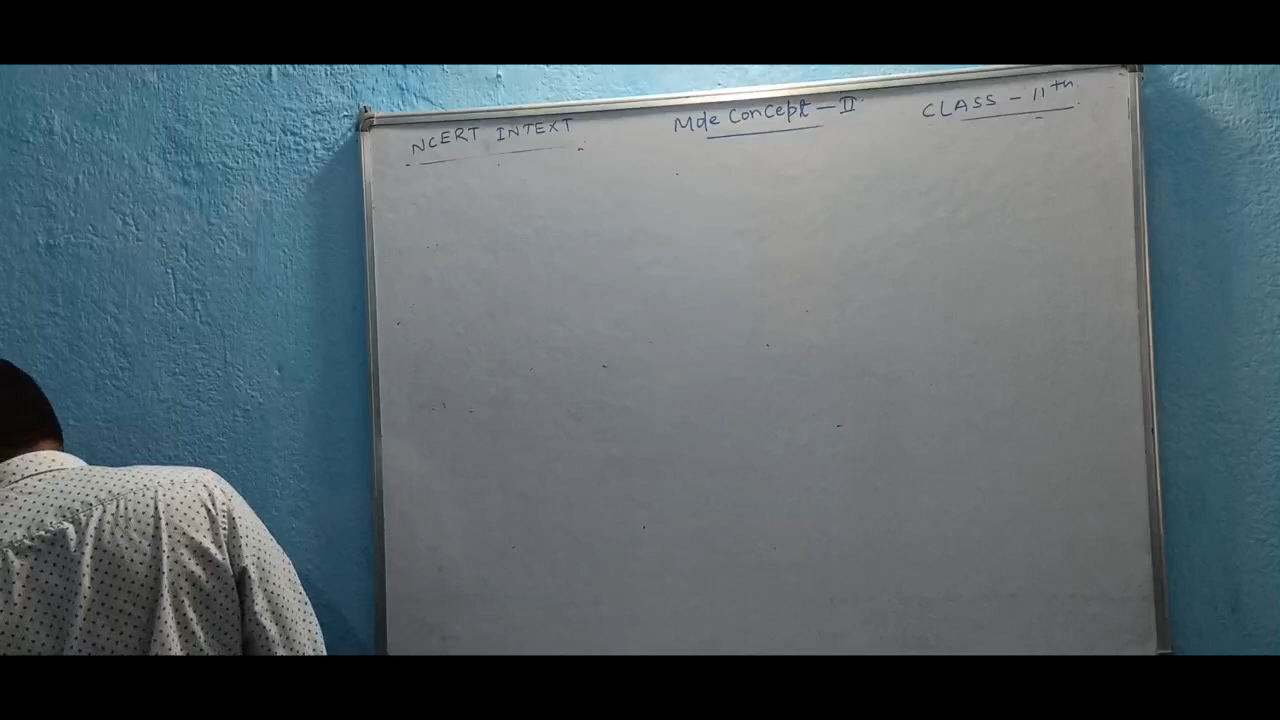 NCERT INTEXT
Mole Concept - II
CLASS - 11th